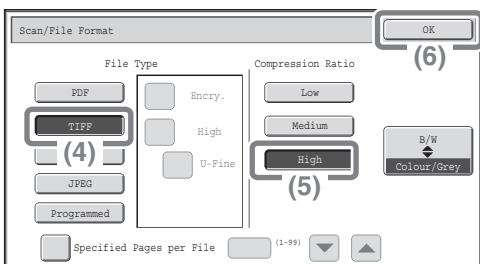 Scan/File Format
OK
(6)
File Type
Compression Ratio
PDF
Encry.
Low
TIFF
High
Medium
B/W
(4)
U-Fine
High
Colour/Grey
JPEG
(5)
Programmed
Specified Pages per File
(1-99)